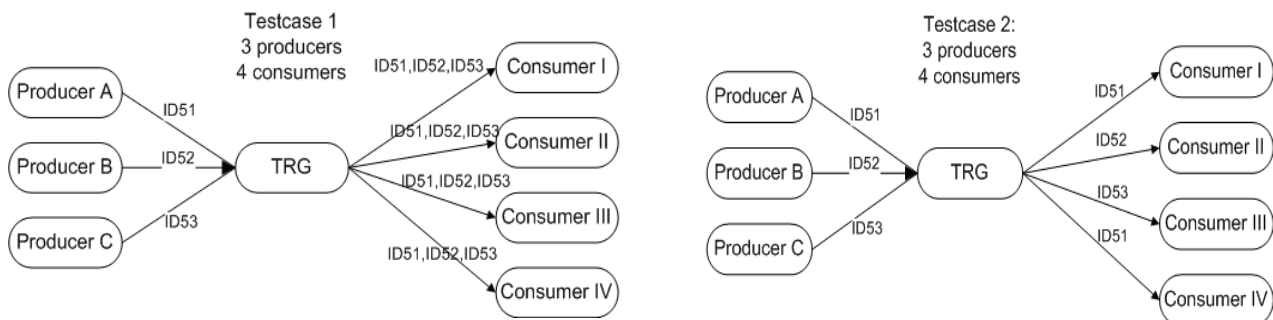 Testcase 1
3 producers
4 consumers
Producer A
Producer B
Producer C
ID51
ID52
ID53
TRG
ID51,ID52,ID53
ID51,ID52,ID53
ID51,ID52,ID53
ID51,ID52,ID53
Consumer I
Consumer II
Consumer III
Consumer IV
Testcase 2:
3 producers
4 consumers
Producer A
Producer B
Producer C
ID51
ID52
ID53
TRG
ID51
ID52
ID53
ID51
Consumer I
Consumer II
Consumer III
Consumer IV